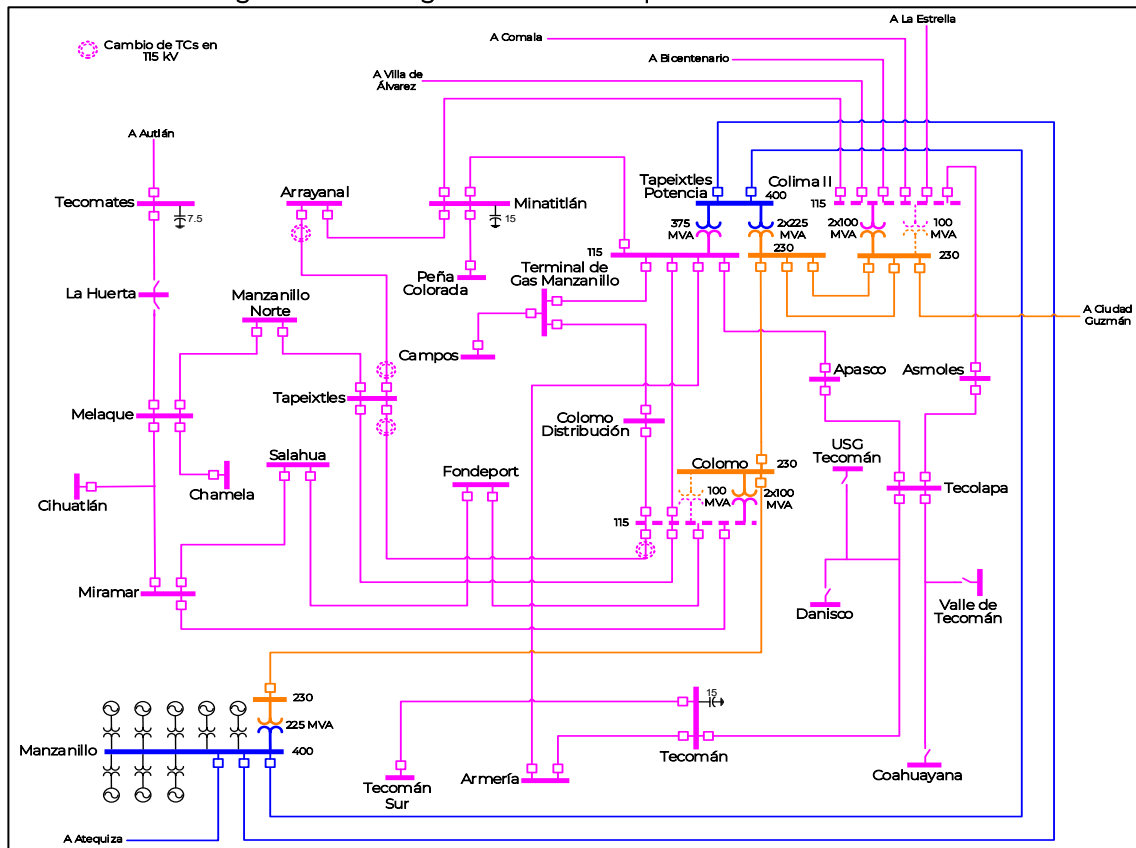 A La Estrella
A Comala
Cambio de TCs en
115 kV
A Bicentenario
A Villa de
Álvarez
A Autlán
Tecomates
7.5
Arrayanal
Minatitlán
15
Tapeixtles
Potencia
400
Colima II
115
375
MVA
2x225
MVA
2x100
MVA
100
MVA
115
230
230
Peña
Colorada
Terminal de
Gas Manzanillo
La Huerta
Manzanillo
Norte
A Ciudad
Guzmán
Campos
Apasco
Asmoles
Melaque
Tapeixtles
Colomo
Distribución
USG
Tecomán
Salahua
Fondeport
Colomo
230
Cihuatlán
Chamela
100
MVA
2x100
MVA
Tecolapa
115
Miramar
Danisco
Valle de
Tecomán
230
15
225 MVA
Manzanillo
400
Tecomán
Tecomán
Sur
Armería
Coahuayana
A Atequiza